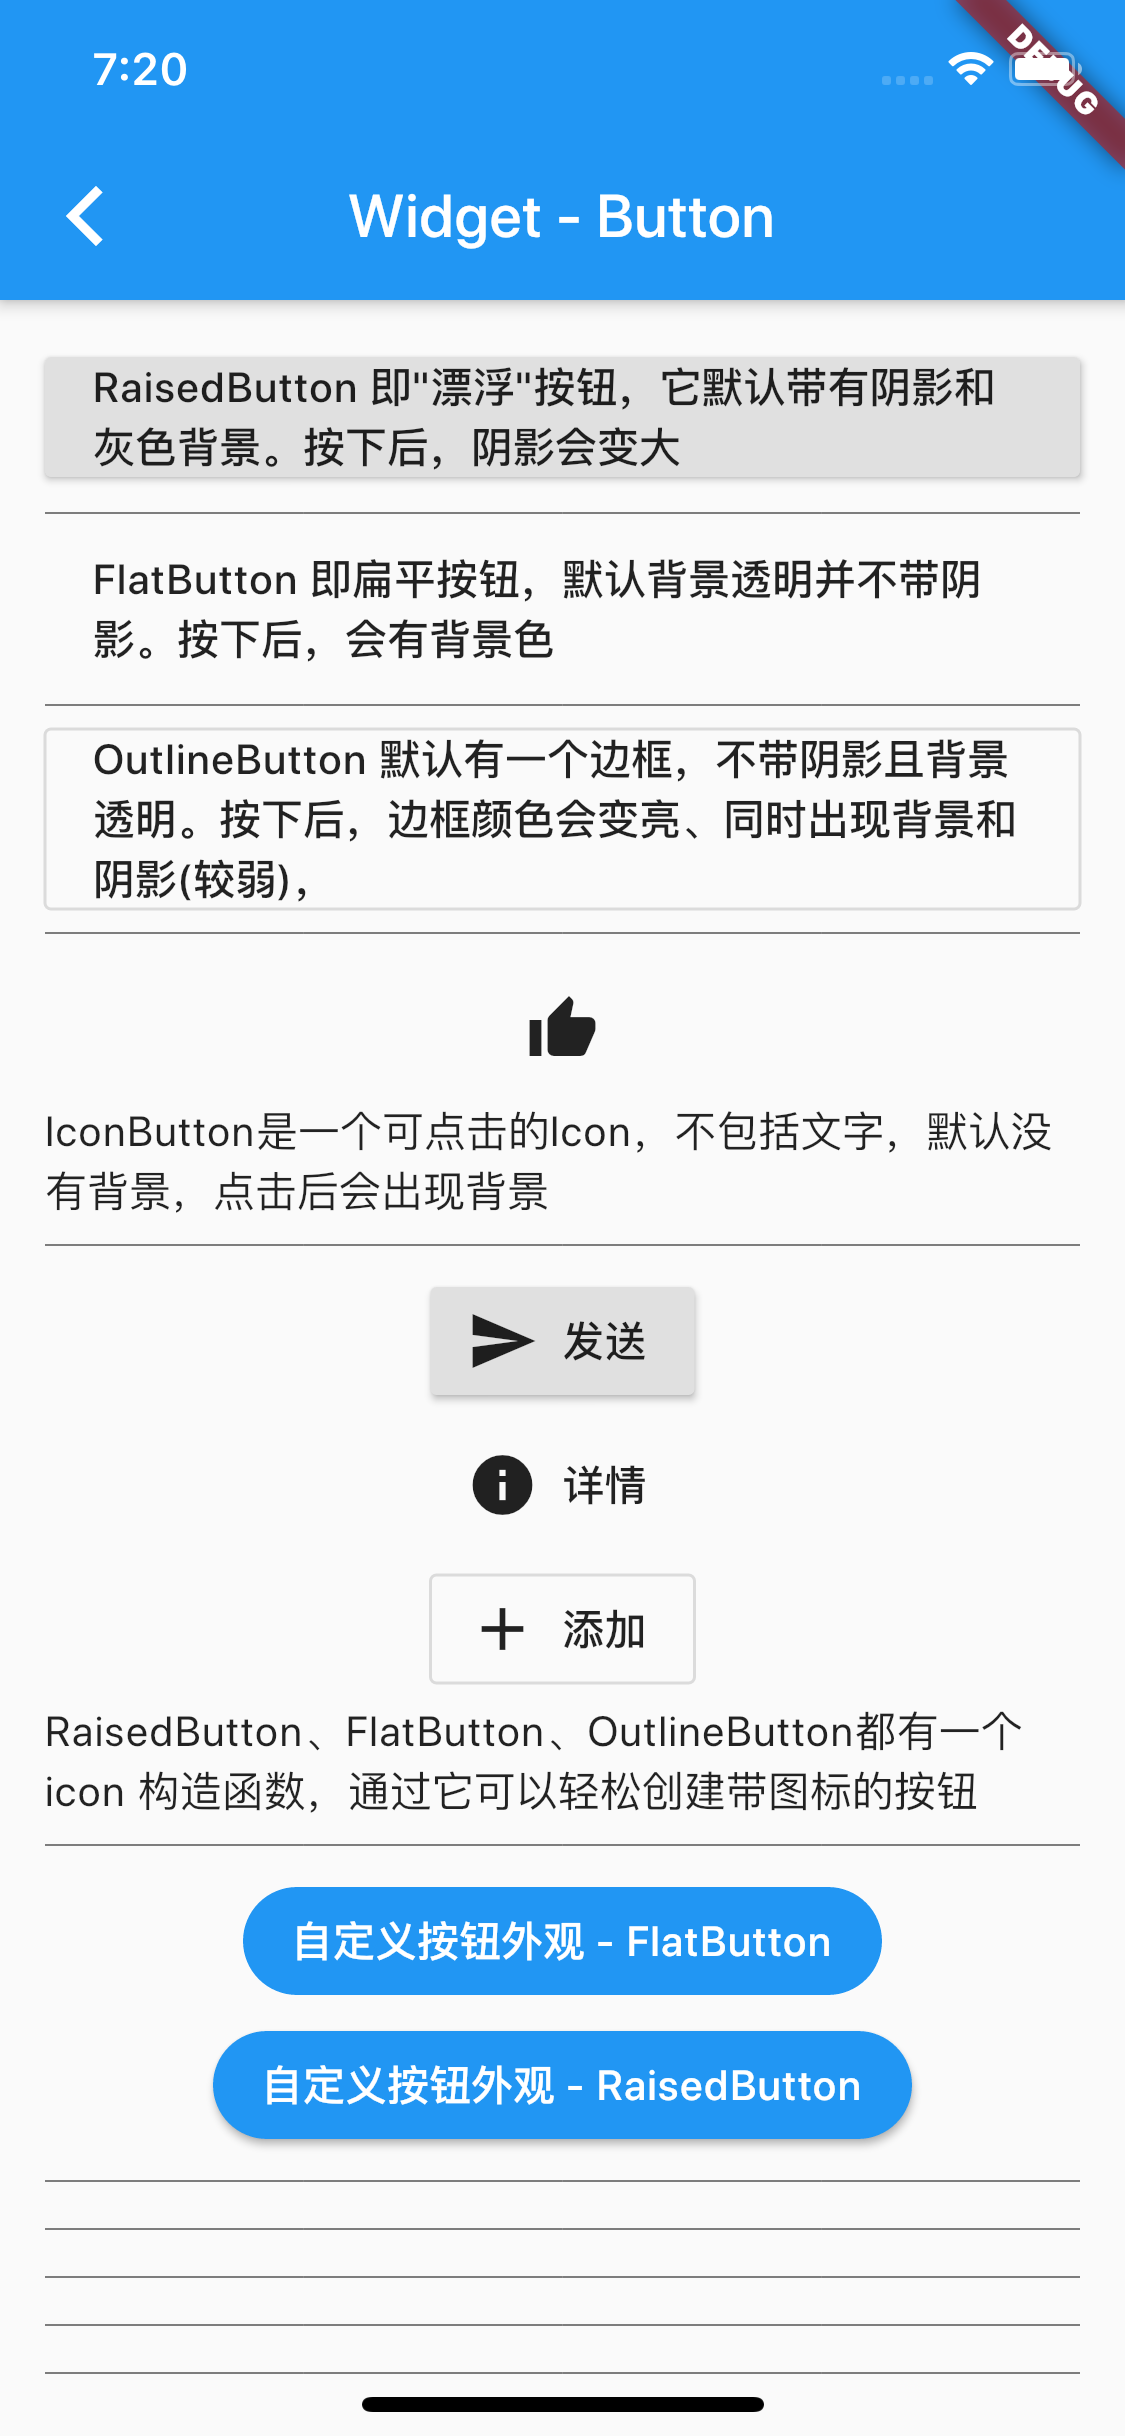 7:20
DEBUG
Widget - Button
RaisedButton 即"漂浮"按钮，它默认带有阴影和
灰色背景。按下后，阴影会变大
FlatButton 即扁平按钮，默认背景透明并不带阴
影。按下后，会有背景色
OutlineButton 默认有一个边框，不带阴影且背景
透明。按下后，边框颜色会变亮、同时出现背景和
阴影(较弱)，
IconButton是一个可点击的Icon，不包括文字，默认没
有背景，点击后会出现背景
发送
详情
添加
RaisedButton、FlatButton、OutlineButton都有一个
icon 构造函数，通过它可以轻松创建带图标的按钮
自定义按钮外观 - FlatButton
自定义按钮外观 - RaisedButton